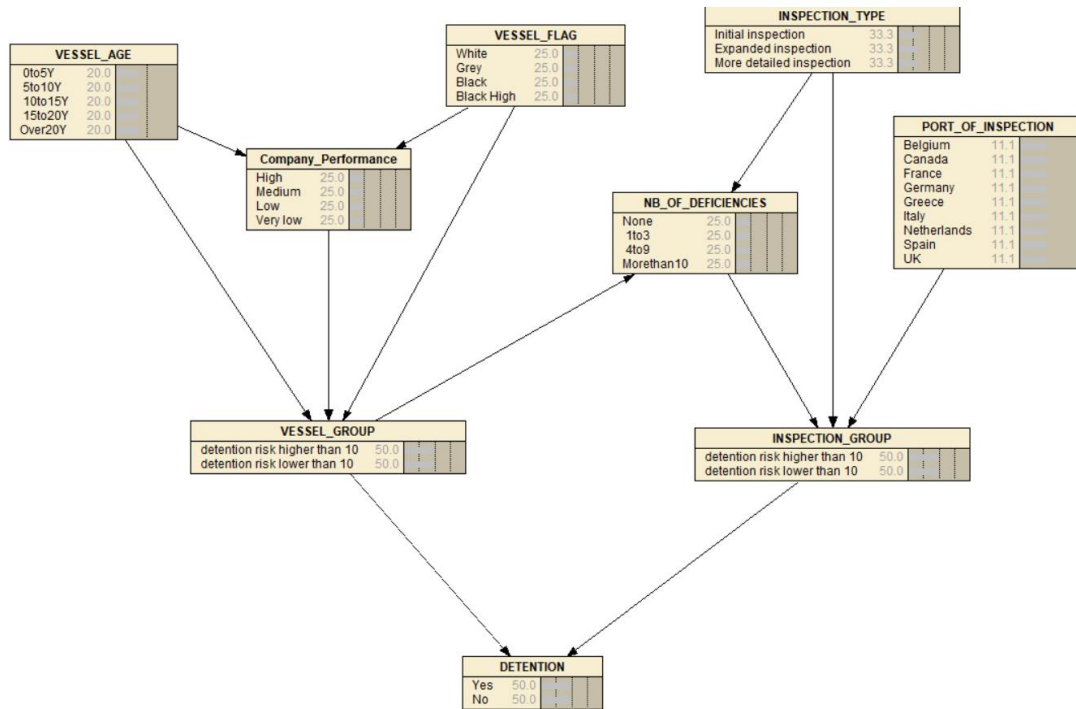 VESSEL_AGE
0to5Y 20.0
5to10Y 20.0
10to15Y 20.0
15to20Y 20.0
Over20Y 20.0
VESSEL_FLAG
White 25.0
Grey 25.0
Black 25.0
Black High 25.0
INSPECTION_TYPE
Initial inspection 33.3
Expanded inspection 33.3
More detailed inspection 33.3
Company_Performance
High 25.0
Medium 25.0
Low 25.0
Very low 25.0
NB_OF_DEFICIENCIES
None 25.0
1to3 25.0
4to9 25.0
Morethan10 25.0
PORT_OF_INSPECTION
Belgium 11.1
Canada 11.1
France 11.1
Germany 11.1
Greece 11.1
Italy 11.1
Netherlands 11.1
Spain 11.1
UK 11.1
VESSEL_GROUP
detention risk higher than 10 50.0
detention risk lower than 10 50.0
INSPECTION_GROUP
detention risk higher than 10 50.0
detention risk lower than 10 50.0
DETENTION
Yes 50.0
No 50.0